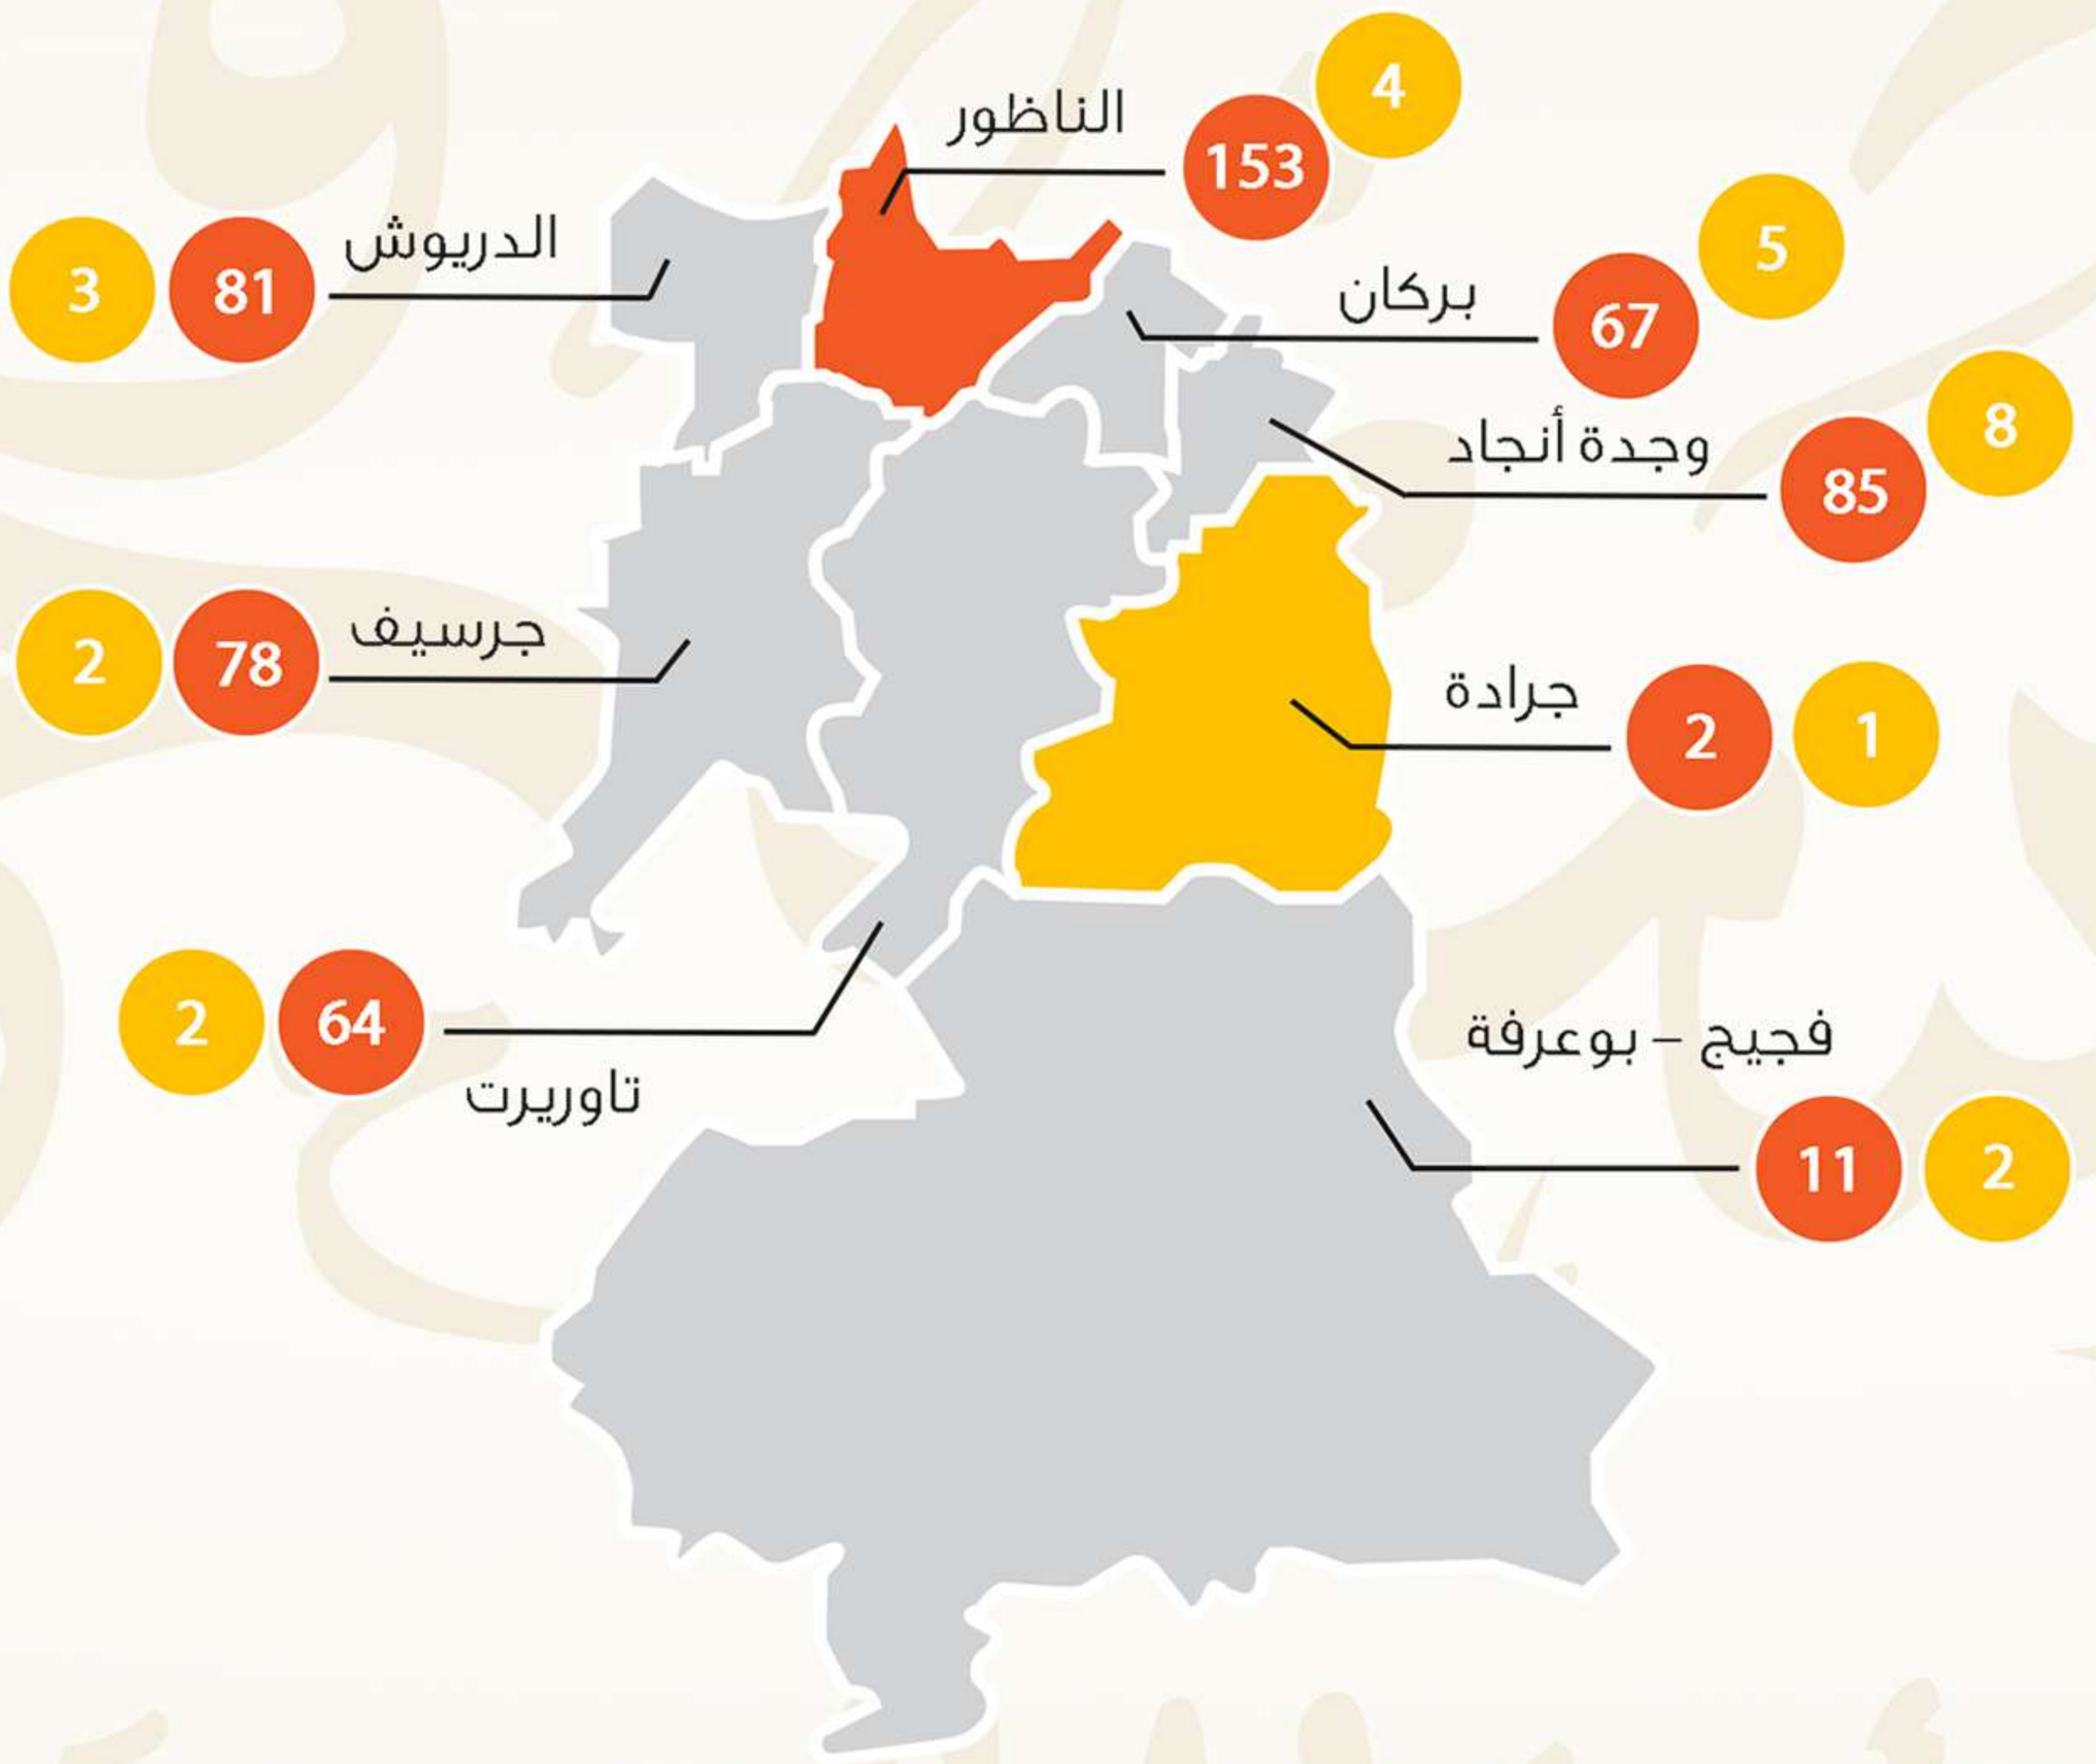 4
الناظور
153
5
الدريوش
81
3
بركان
67
8
وجدة أنجاد
85
جرسيف
78
2
جرادة
2
1
64
2
تاوريرت
فجيج – بوعرفة
11
2